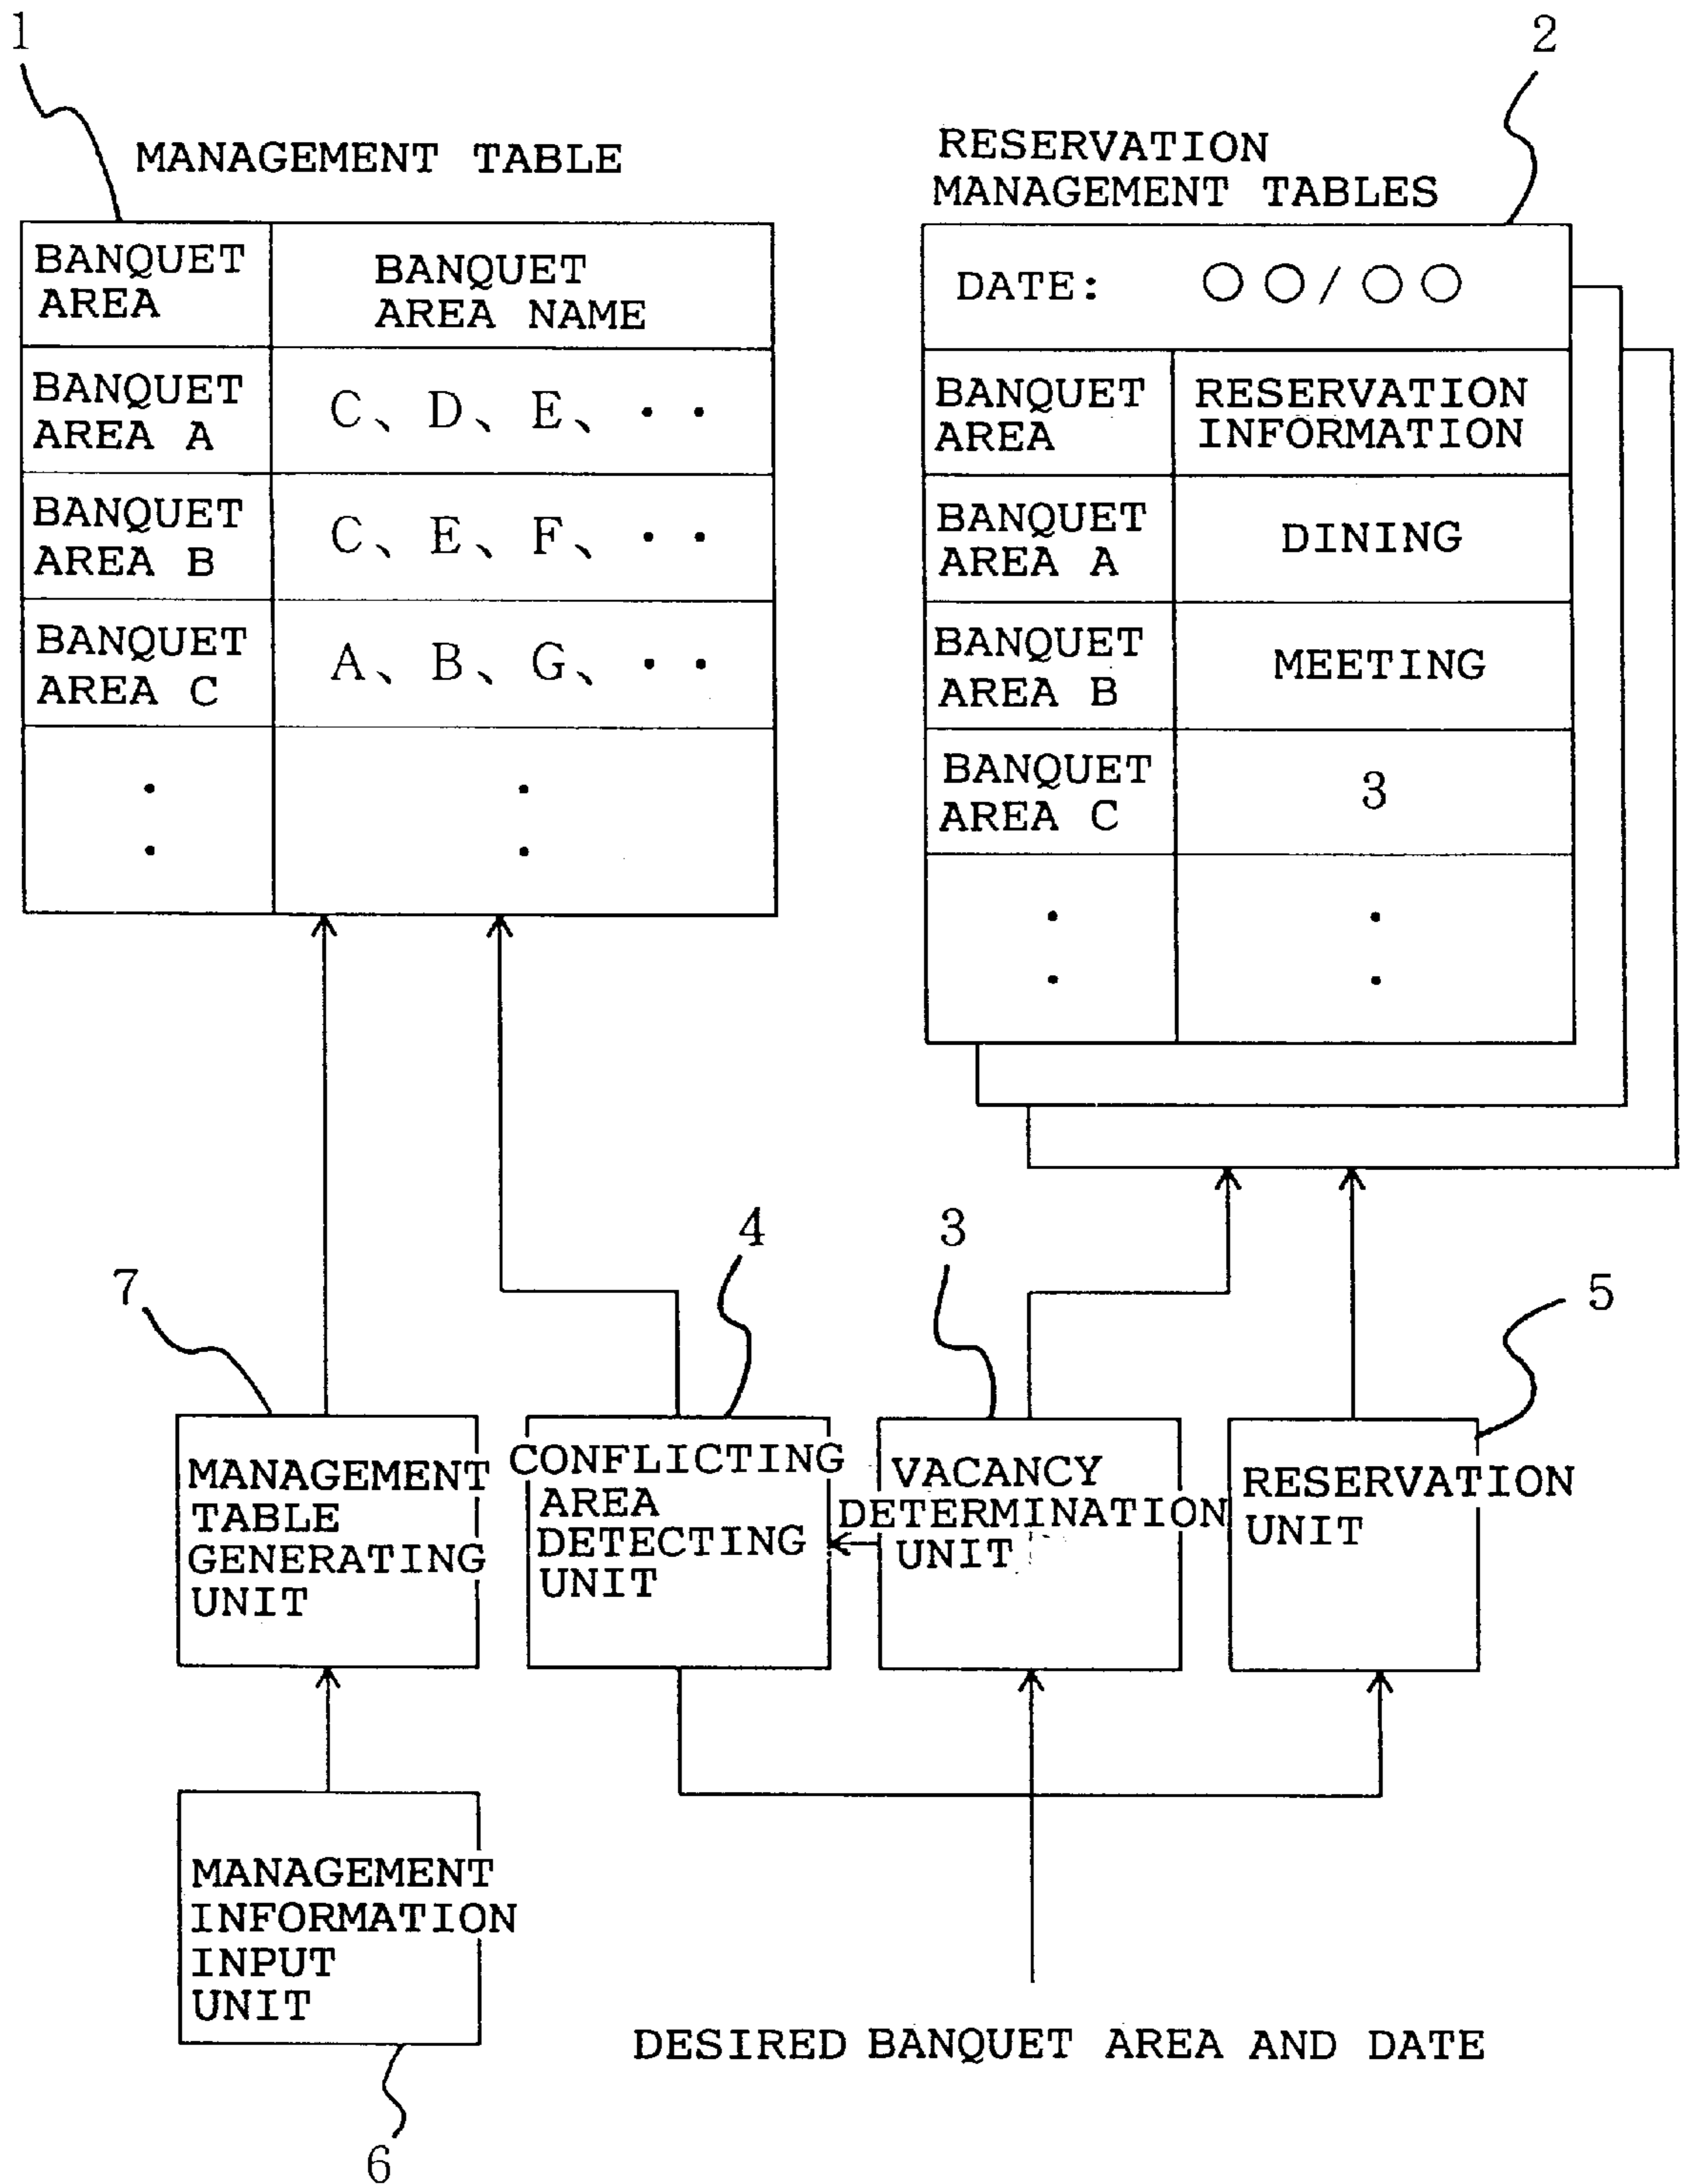 1
2
MANAGEMENT TABLE
RESERVATION
MANAGEMENT TABLES
BANQUET
AREA
BANQUET
AREA NAME
BANQUET
AREA A
C、D、E、・・
BANQUET
AREA B
C、E、F、・・
BANQUET
AREA C
A、B、G、・・
DATE: ○○/○○
BANQUET
AREA
RESERVATION
INFORMATION
BANQUET
AREA A
DINING
BANQUET
AREA B
MEETING
BANQUET
AREA C
3
7
4
3
5
MANAGEMENT
TABLE
GENERATING
UNIT
CONFLICTING
AREA
DETECTING
UNIT
VACANCY
DETERMINATION
UNIT
RESERVATION
UNIT
MANAGEMENT
INFORMATION
INPUT
UNIT
6
DESIRED BANQUET AREA AND DATE